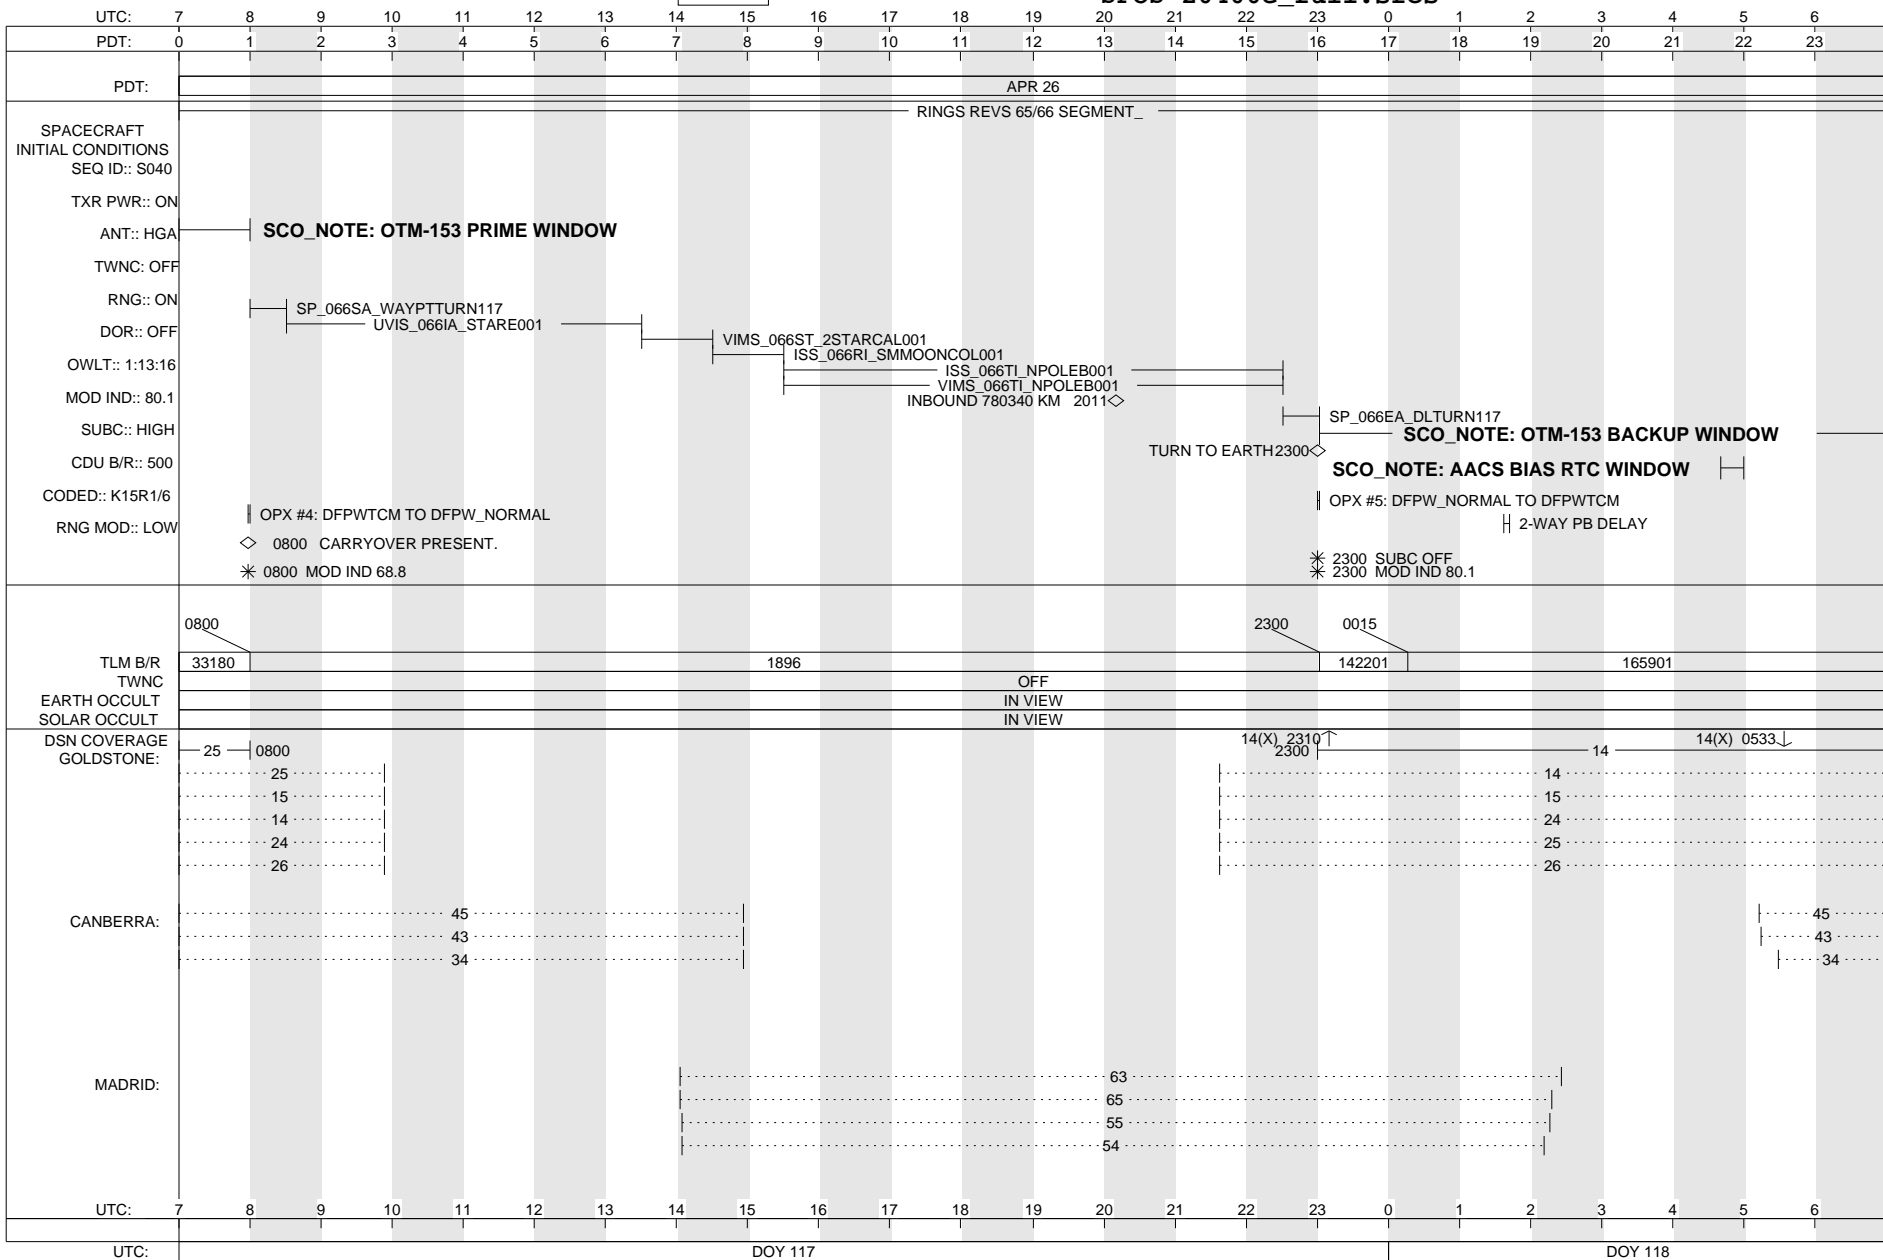 UTC: 7 8 9 10 11 12 13 14 15 16 17 18 19 20 21 22 23 0 1 2 3 4 5 6
PDT: 0 1 2 3 4 5 6 7 8 9 10 11 12 13 14 15 16 17 18 19 20 21 22 23
PDT: APR 26
RINGS REVS 65/66 SEGMENT_
SPACECRAFT
INITIAL CONDITIONS
SEQ ID:: S040
TXR PWR:: ON
ANT:: HGA
TWNC: OFF
RNG:: ON
DOR:: OFF
OWLT:: 1:13:16
MOD IND:: 80.1
SUBC:: HIGH
CDU B/R:: 500
CODED:: K15R1/6
RNG MOD:: LOW
SCO_NOTE: OTM-153 PRIME WINDOW
SP_066SA_WAYPTTURN117
UVIS_066IA_STARE001
VIMS_066ST_2STARCAL001
ISS_066RI_SMMOONCOL001
ISS_066TI_NPOLEB001
VIMS_066TI_NPOLEB001
INBOUND 780340 KM 2011
SP_066EA_DLTURN117
SCO_NOTE: OTM-153 BACKUP WINDOW
TURN TO EARTH 2300
SCO_NOTE: AACS BIAS RTC WINDOW
OPX #4: DFPWTCM TO DFPW_NORMAL
OPX #5: DFPW_NORMAL TO DFPWTCM
2-WAY PB DELAY
0800 CARRYOVER PRESENT.
0800 MOD IND 68.8
2300 SUBC OFF
2300 MOD IND 80.1
0800 2300 0015
TLM B/R 33180 1896 142201 165901
TWNC OFF
EARTH OCCULT IN VIEW
SOLAR OCCULT IN VIEW
DSN COVERAGE
14(X) 2310 14(X) 0533
GOLDSTONE: 25 0800 2300 14
25 14
15 15
14 24
24 25
26 26
CANBERRA: 45 45
43 43
34 34
MADRID: 63
65
55
54
UTC: 7 8 9 10 11 12 13 14 15 16 17 18 19 20 21 22 23 0 1 2 3 4 5 6
UTC: DOY 117 DOY 118